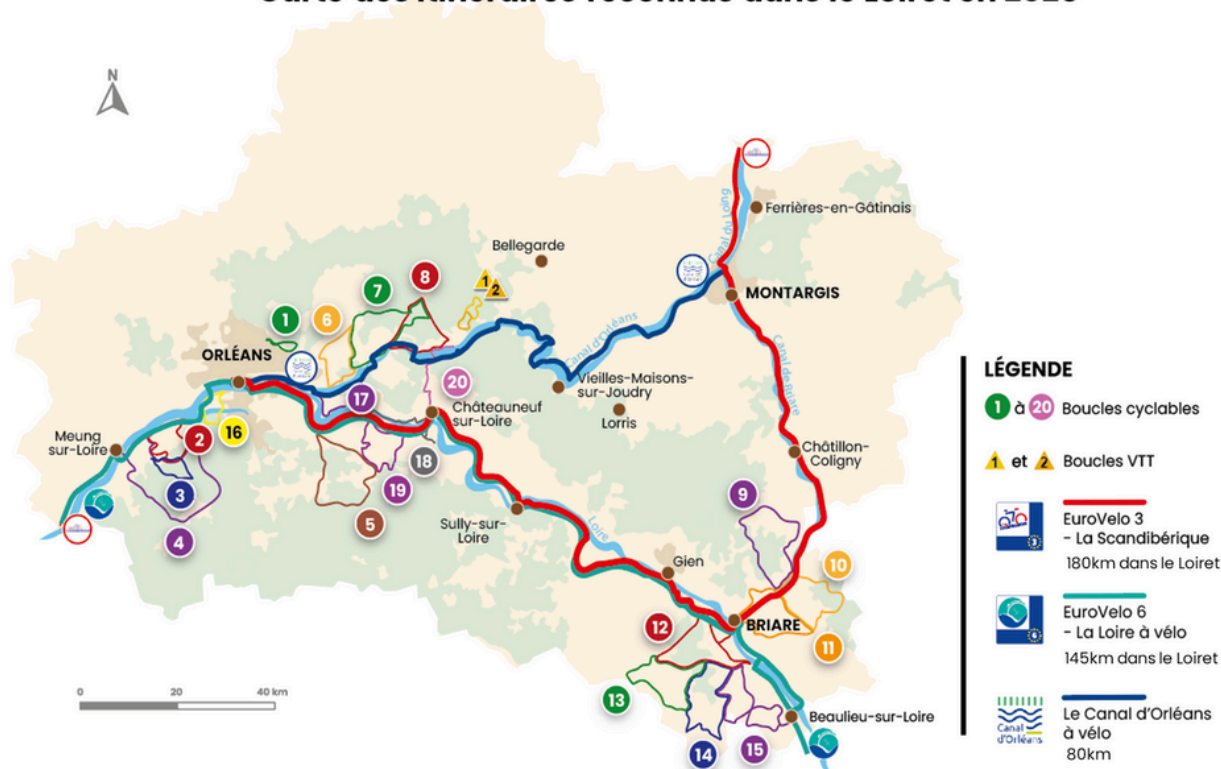 N
Ferrières-en-Gâtinais
Canal du Loing
Bellegarde
MONTARGIS
1
2
8
7
1
6
ORLÉANS
Canal d'Orléans
Canal de Briare
Vieilles-Maisons-
sur-Joudry
Lorris
20
17
Châteauneuf
sur-Loire
Meung
sur-Loire
2
16
3
4
18
19
5
Châtillon-
Coligny
9
Sully-sur-
Loire
Loire
Gien
10
BRIARE
11
12
13
14
15
Beaulieu-sur-Loire
0 20 40 km
LÉGENDE
1 à 20 Boucles cyclables
1 et 2 Boucles VTT
3
EuroVelo 3
- La Scandibérique
180km dans le Loiret
6
EuroVelo 6
- La Loire à vélo
145km dans le Loiret
Canal
d'Orléans
Le Canal d'Orléans
à vélo
80km